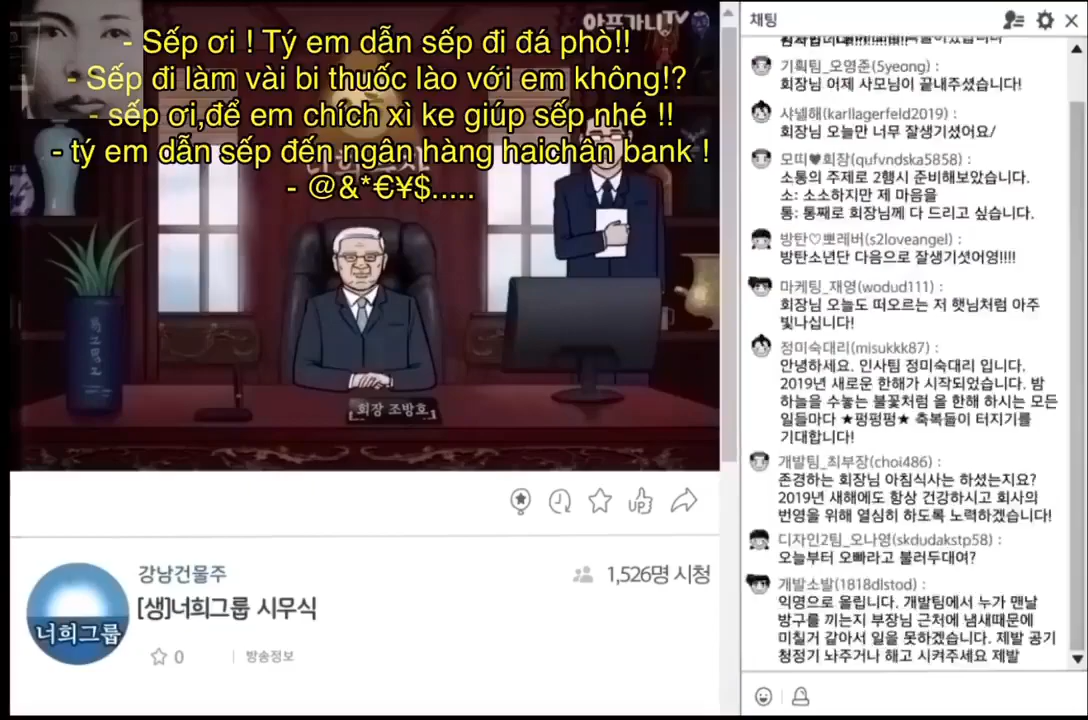 아프가니TV
- Sếp ơi ! Tý em dẫn sếp đi đá phò!!
- Sếp đi làm vài bi thuốc lào với em không!?
- sếp ơi,để em chích xì ke giúp sếp nhé !!
- tý em dẫn sếp đến ngân hàng haichân bank !
- @&*€¥$.....
회장 조방호
UP
너희그룹
강남건물주
1,526명 시청
[생]너희그룹 시무식
0
방송정보
채팅
기획팀_오영준(5yeong) :
회장님 어제 사모님이 끝내주셨습니다!
샤넬해(karllagerfeld2019) :
회장님 오늘만 너무 잘생기셨어요/
모띠♥회장(qufvndska5858) :
소통의 주제로 2행시 준비해보았습니다.
소: 소소하지만 제 마음을
통: 통째로 회장님께 다 드리고 싶습니다.
방탄♡뽀레버(s2loveangel) :
방탄소년단 다음으로 잘생기셧어영!!!!
마케팅_재영(wodud111) :
회장님 오늘도 떠오르는 저 햇님처럼 아주
빛나십니다!
정미숙대리(misukkk87) :
안녕하세요. 인사팀 정미숙대리 입니다.
2019년 새로운 한해가 시작되었습니다. 밤
하늘을 수놓는 불꽃처럼 올 한해 하시는 모든
일들마다 ★펑펑펑★ 축복들이 터지기를
기대합니다!
개발팀_최부장(choi486) :
존경하는 회장님 아침식사는 하셨는지요?
2019년 새해에도 항상 건강하시고 회사의
번영을 위해 열심히 하도록 노력하겠습니다!
디자인2팀_오나영(skdudakstp58) :
오늘부터 오빠라고 불러두대여?
개발소발(1818dlstod) :
익명으로 올립니다. 개발팀에서 누가 맨날
방구를 끼는지 부장님 근처에 냄새때문에
미칠거 같아서 일을 못하겠습니다. 제발 공기
청정기 놔주거나 해고 시켜주세요 제발